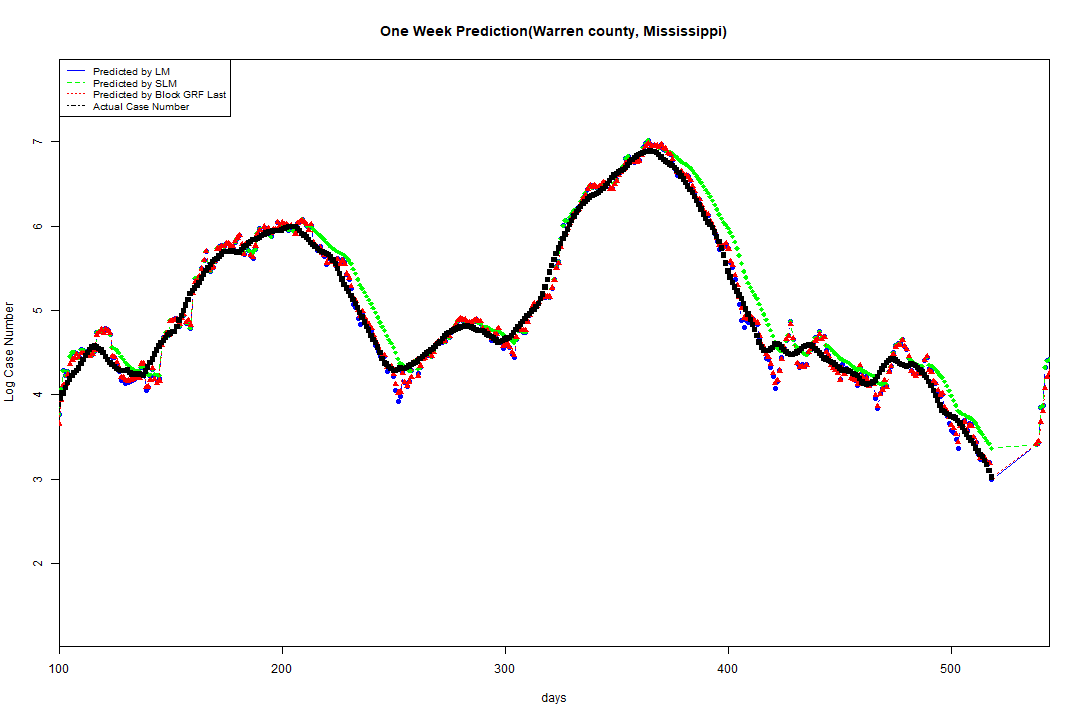 One Week Prediction(Warren county, Mississippi)
Predicted by LM
Predicted by SLM
Predicted by Block GRF Last
Actual Case Number
7
6
5
4
3
2
Log Case Number
100 200 300 400 500
days